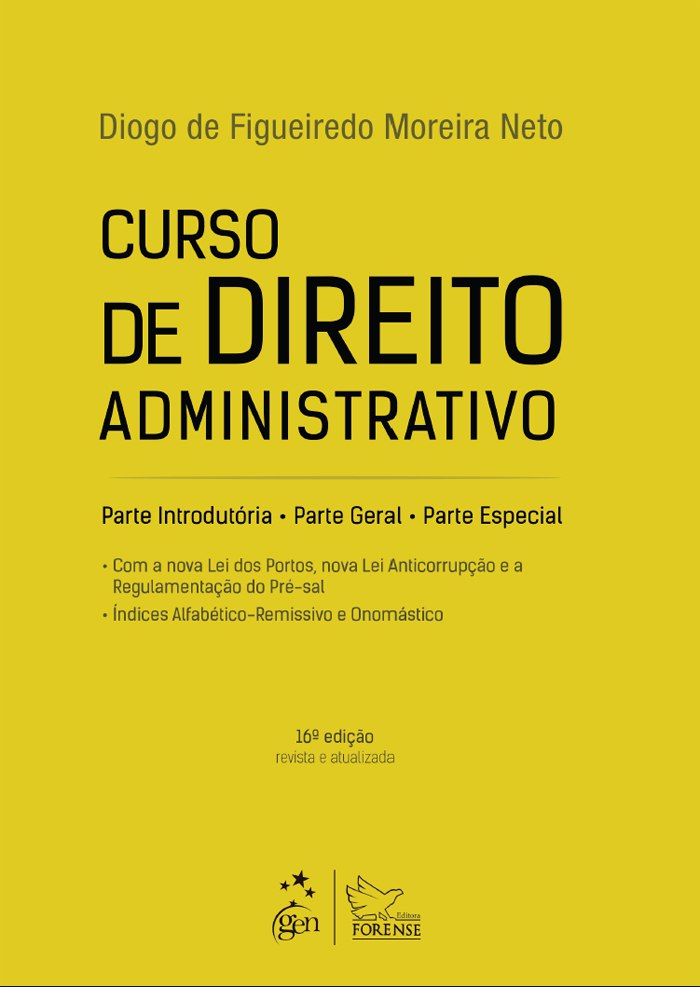 Diogo de Figueiredo Moreira Neto
CURSO
DE DIREITO
ADMINISTRATIVO
Parte Introdutória • Parte Geral • Parte Especial
• Com a nova Lei dos Portos, nova Lei Anticorrupção e a
Regulamentação do Pré-sal
• Índices Alfabético-Remissivo e Onomástico
16º edição
revista e atualizada
gen
Editora
FORENSE